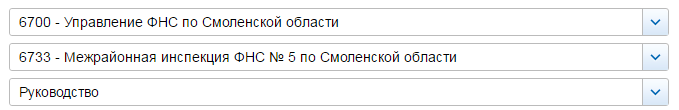 6700 - Управление ФНС по Смоленской области
6733 - Межрайонная инспекция ФНС № 5 по Смоленской области
Руководство